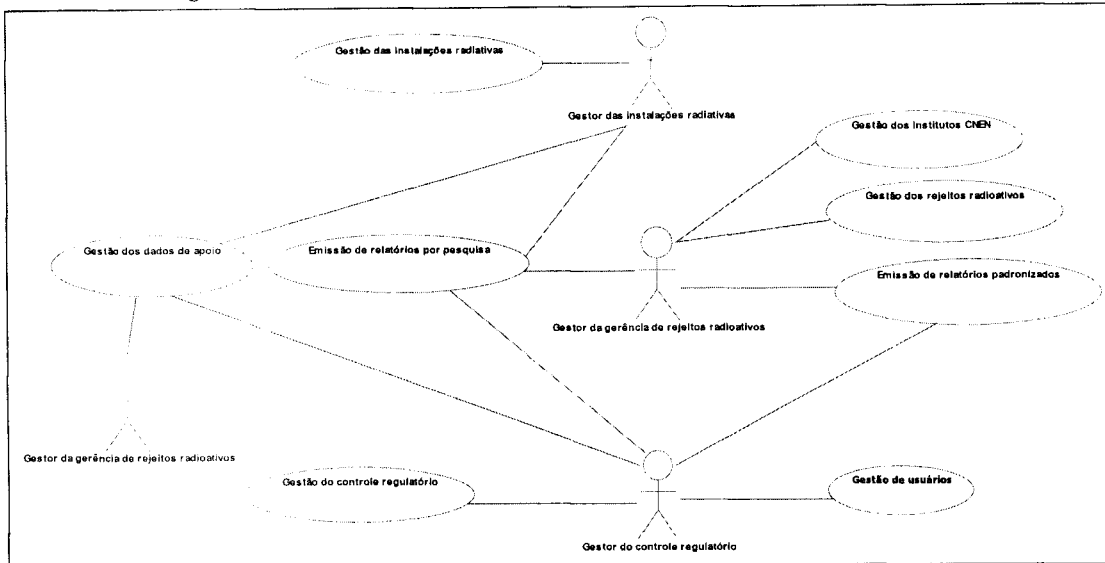 Gestão das instalações radiativas
Gestor das instalações radiativas
Gestão dos institutos CNEN
Gestão dos rejeitos radioativos
Gestão dos dados de apoio
Emissão de relatórios por pesquisa
Emissão de relatórios padronizados
Gestor da gerência de rejeitos radioativos
Gestor da gerência de rejeitos radioativos
Gestão do controle regulatório
Gestão de usuários
Gestor do controle regulatório